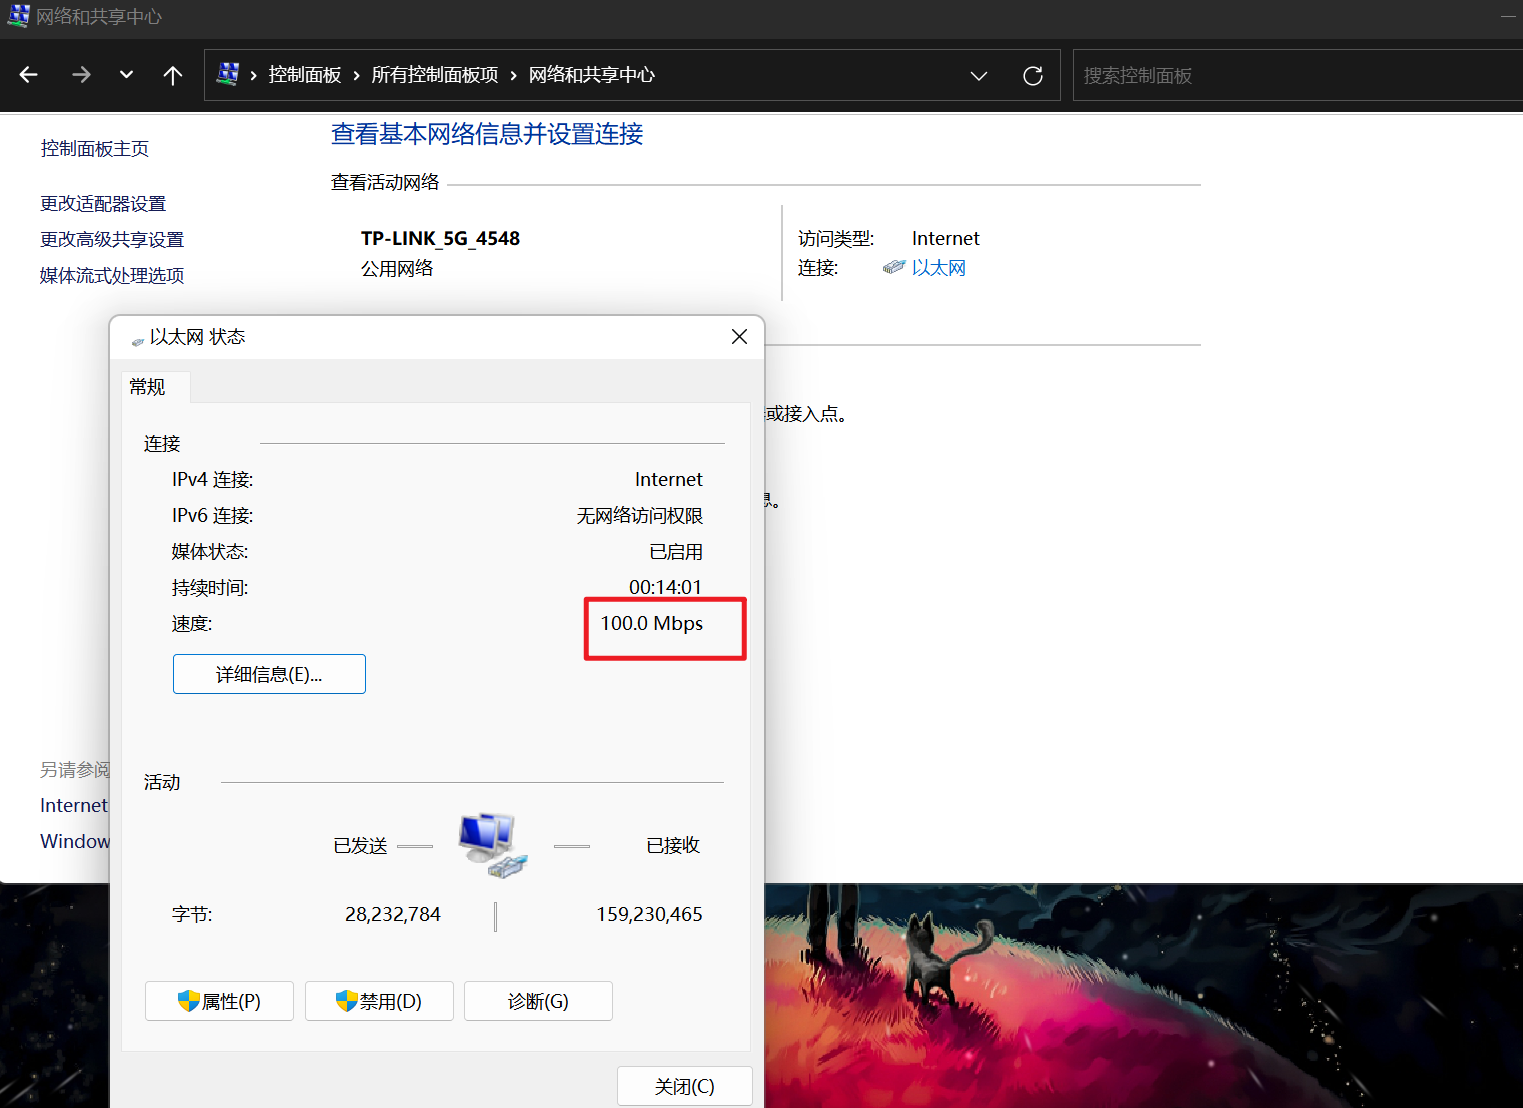 网络和共享中心
控制面板 › 所有控制面板项 › 网络和共享中心
搜索控制面板
控制面板主页
更改适配器设置
更改高级共享设置
媒体流式处理选项
查看基本网络信息并设置连接
查看活动网络
TP-LINK_5G_4548
公用网络
访问类型: Internet
连接: 以太网
或接入点。
息。
另请参阅
Internet
Window
以太网 状态
常规
连接
IPv4 连接: Internet
IPv6 连接: 无网络访问权限
媒体状态: 已启用
持续时间: 00:14:01
速度: 100.0 Mbps
详细信息(E)...
活动
已发送 已接收
字节: 28,232,784 159,230,465
属性(P) 禁用(D) 诊断(G)
关闭(C)